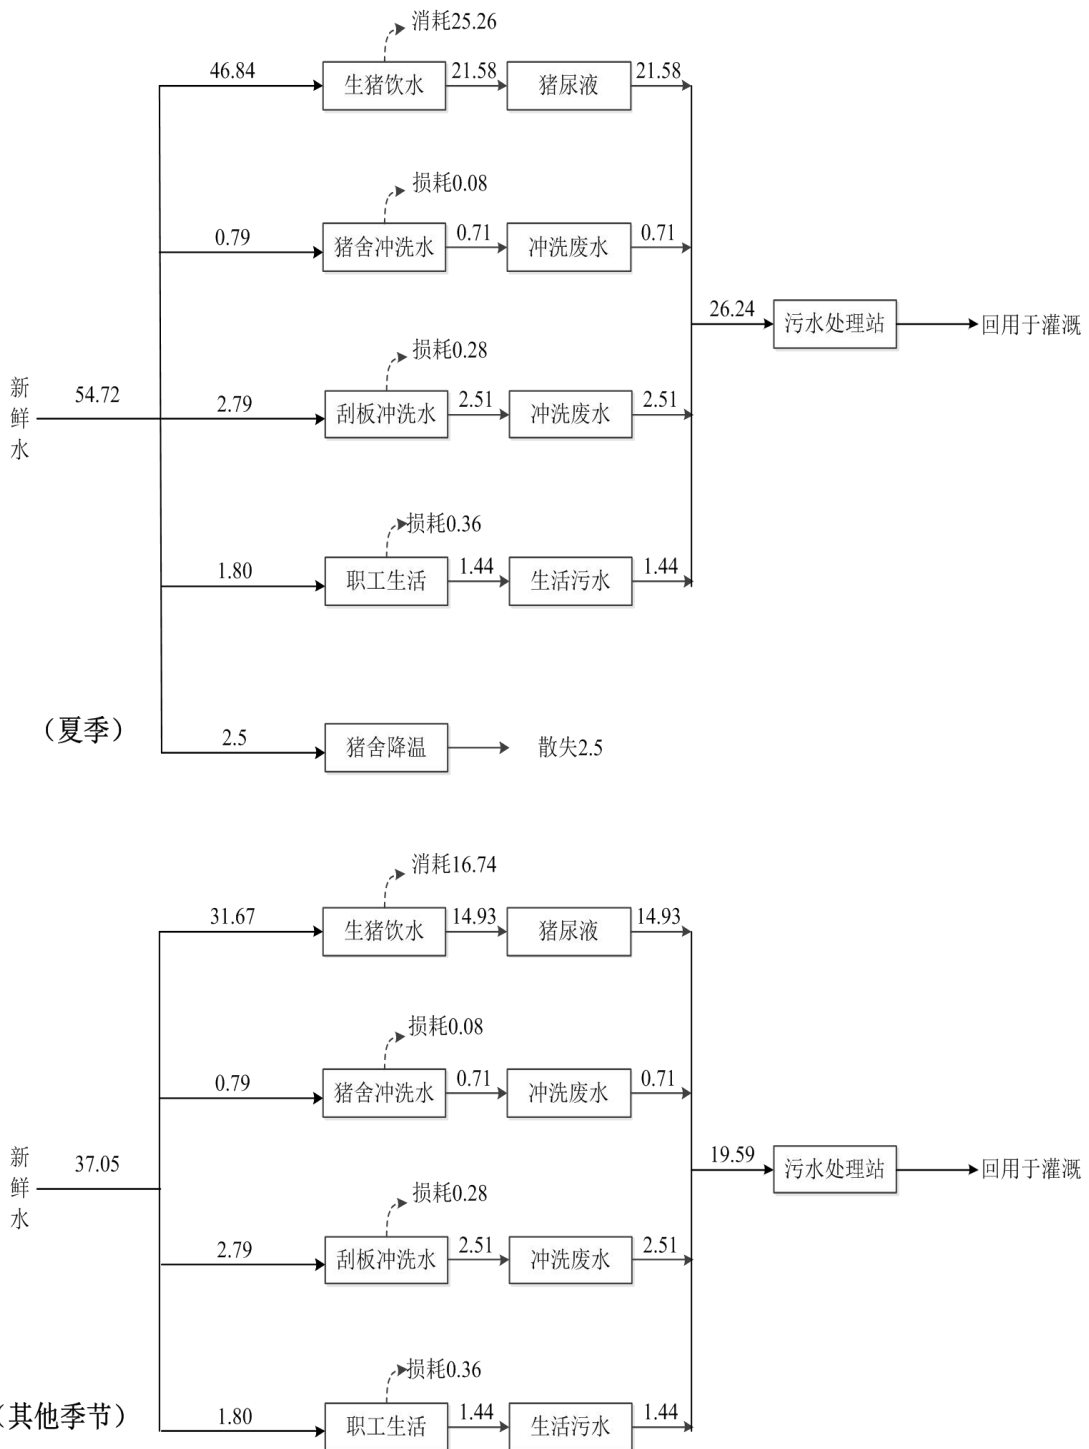 消耗25.26
46.84
生猪饮水
21.58
猪尿液
21.58
损耗0.08
0.79
猪舍冲洗水
0.71
冲洗废水
0.71
26.24
污水处理站
回用于灌溉
损耗0.28
新鲜水
54.72
2.79
刮板冲洗水
2.51
冲洗废水
2.51
损耗0.36
1.80
职工生活
1.44
生活污水
1.44
（夏季）
2.5
猪舍降温
散失2.5
消耗16.74
31.67
生猪饮水
14.93
猪尿液
14.93
损耗0.08
0.79
猪舍冲洗水
0.71
冲洗废水
0.71
新鲜水
37.05
19.59
污水处理站
回用于灌溉
损耗0.28
2.79
刮板冲洗水
2.51
冲洗废水
2.51
损耗0.36
（其他季节）
1.80
职工生活
1.44
生活污水
1.44